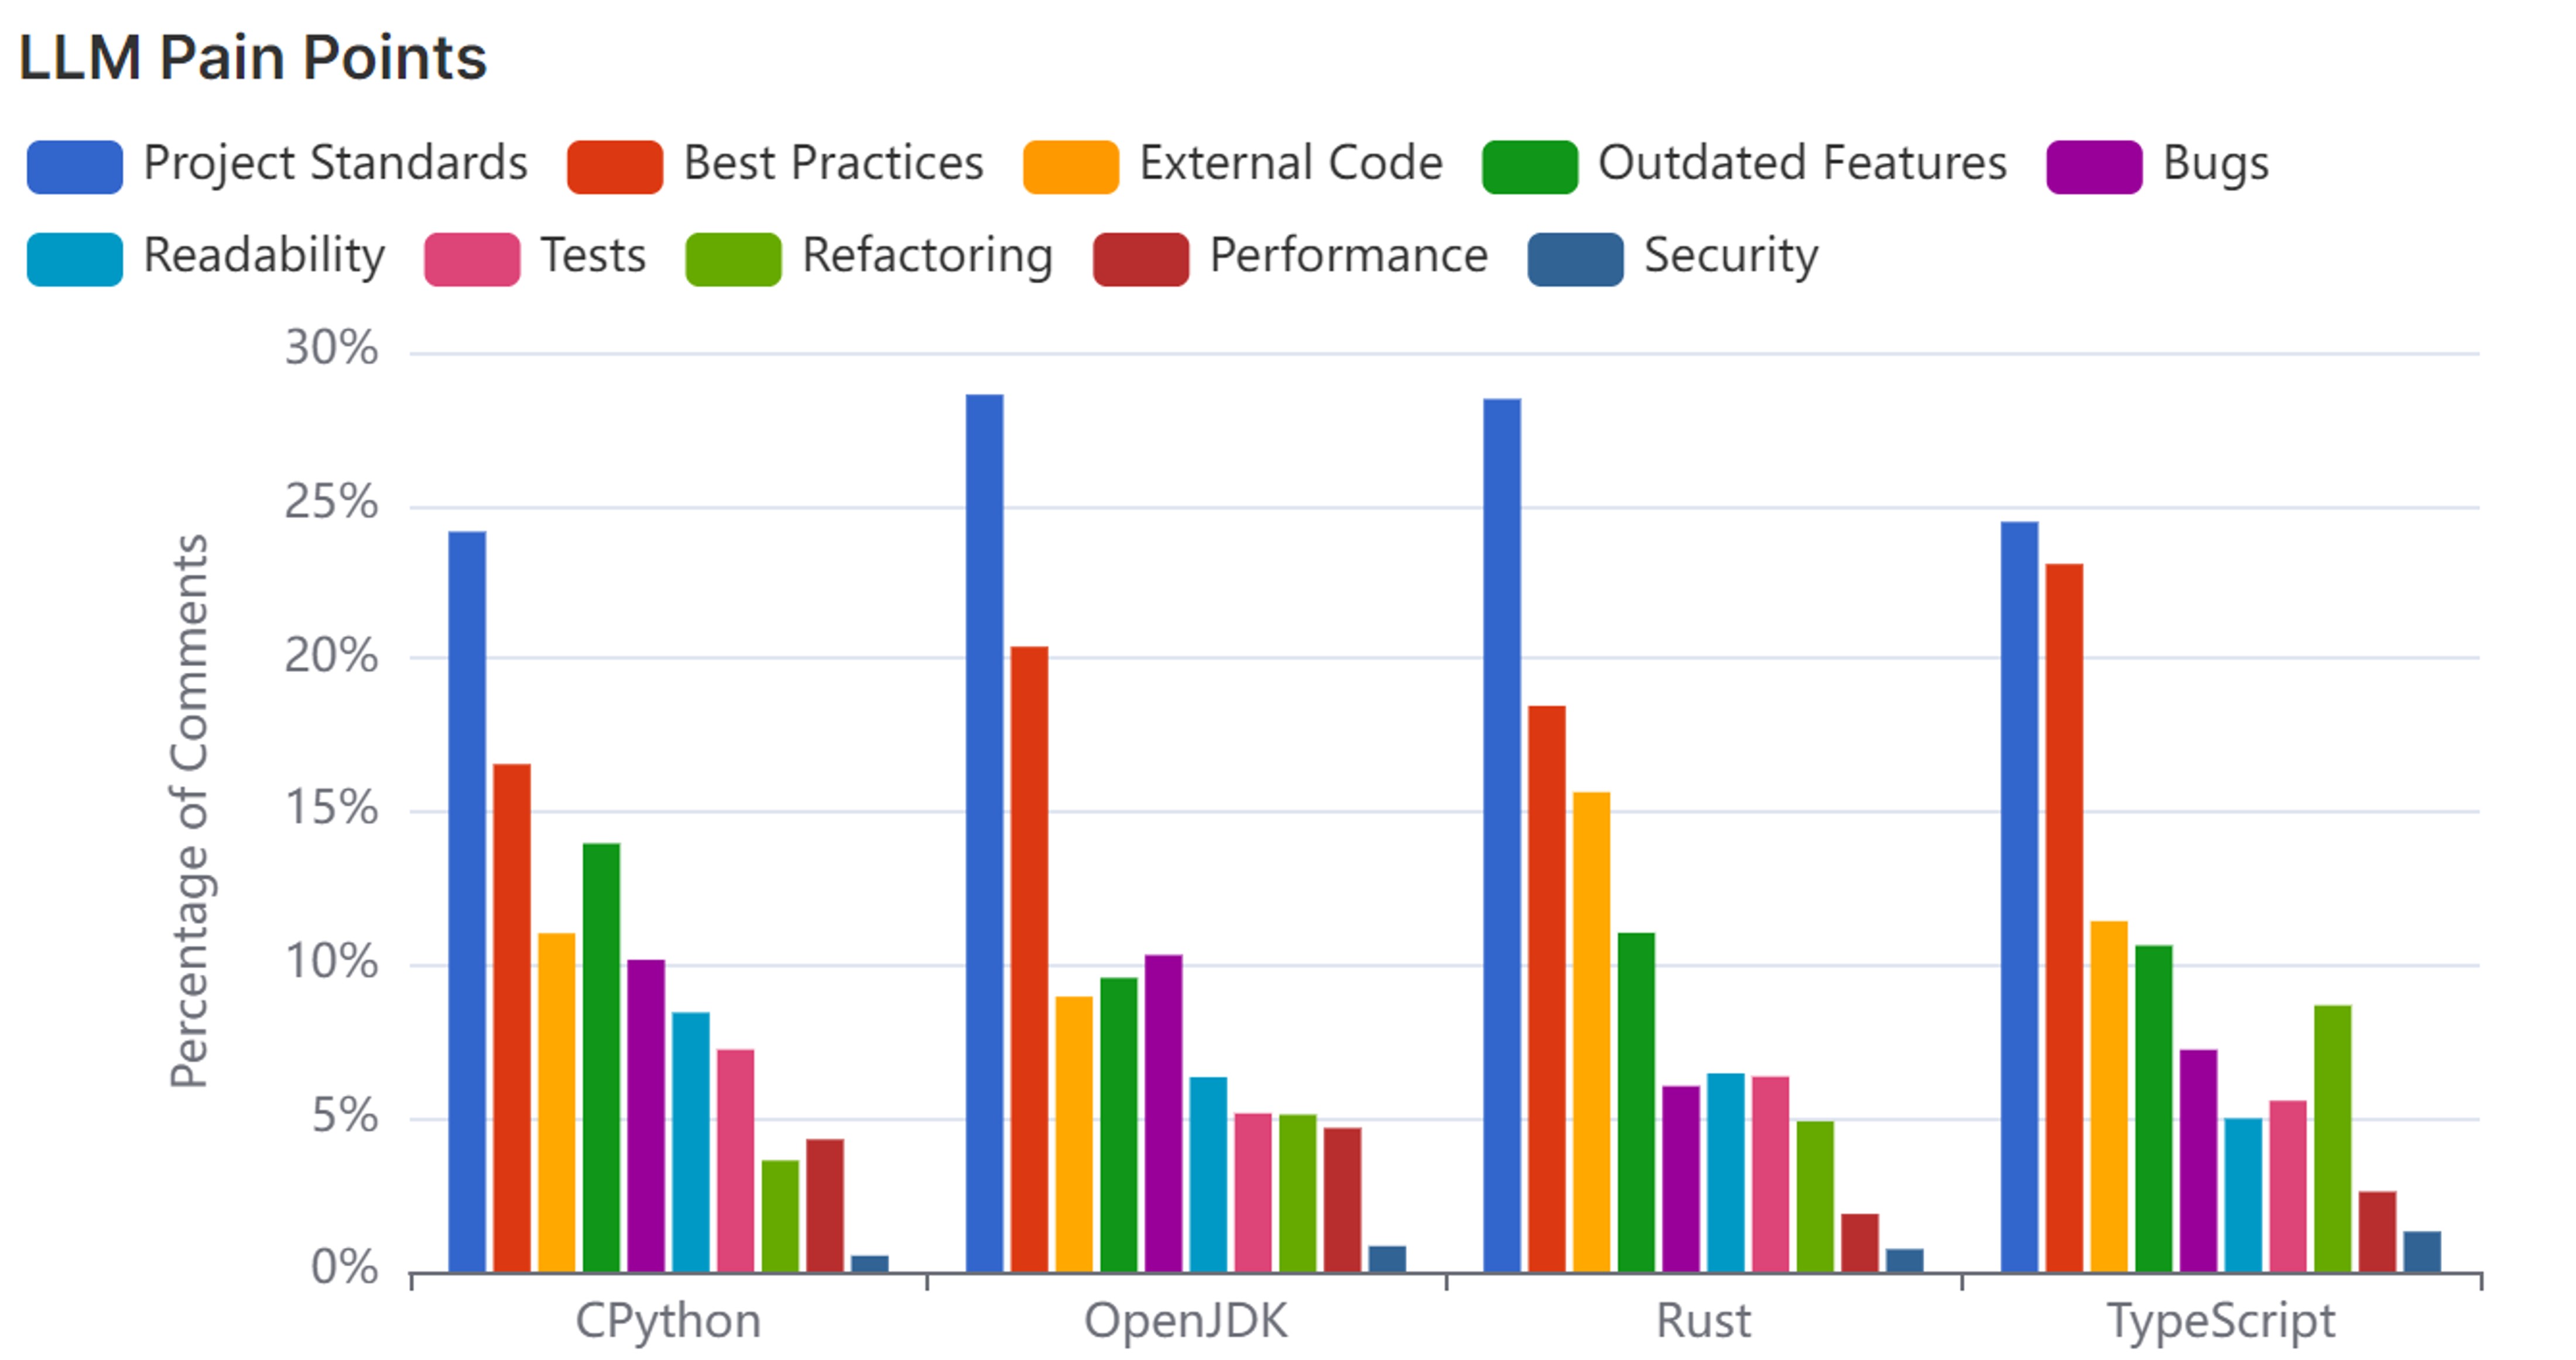 LLM Pain Points
Project Standards Best Practices External Code Outdated Features Bugs
Readability Tests Refactoring Performance Security
30%
25%
20%
15%
10%
5%
0%
Percentage of Comments
CPython OpenJDK Rust TypeScript